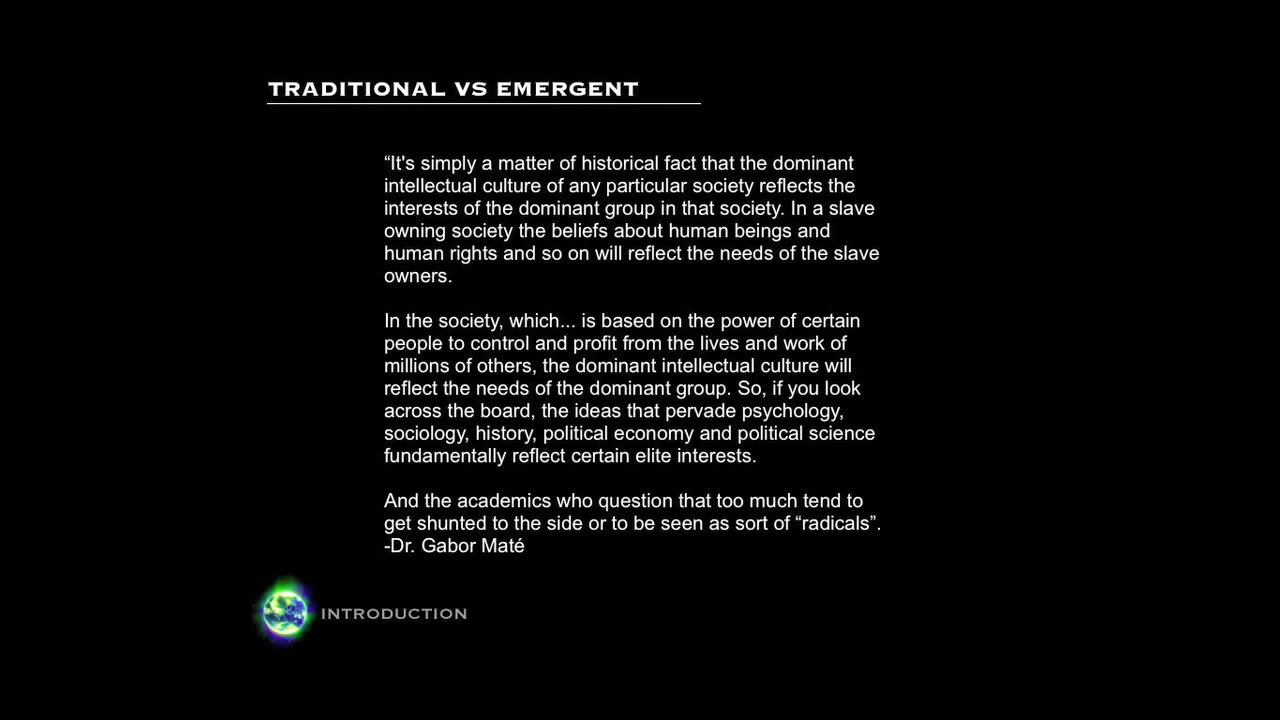 TRADITIONAL VS EMERGENT
“It's simply a matter of historical fact that the dominant
intellectual culture of any particular society reflects the
interests of the dominant group in that society. In a slave
owning society the beliefs about human beings and
human rights and so on will reflect the needs of the slave
owners.
In the society, which... is based on the power of certain
people to control and profit from the lives and work of
millions of others, the dominant intellectual culture will
reflect the needs of the dominant group. So, if you look
across the board, the ideas that pervade psychology,
sociology, history, political economy and political science
fundamentally reflect certain elite interests.
And the academics who question that too much tend to
get shunted to the side or to be seen as sort of “radicals”.
-Dr. Gabor Maté
INTRODUCTION